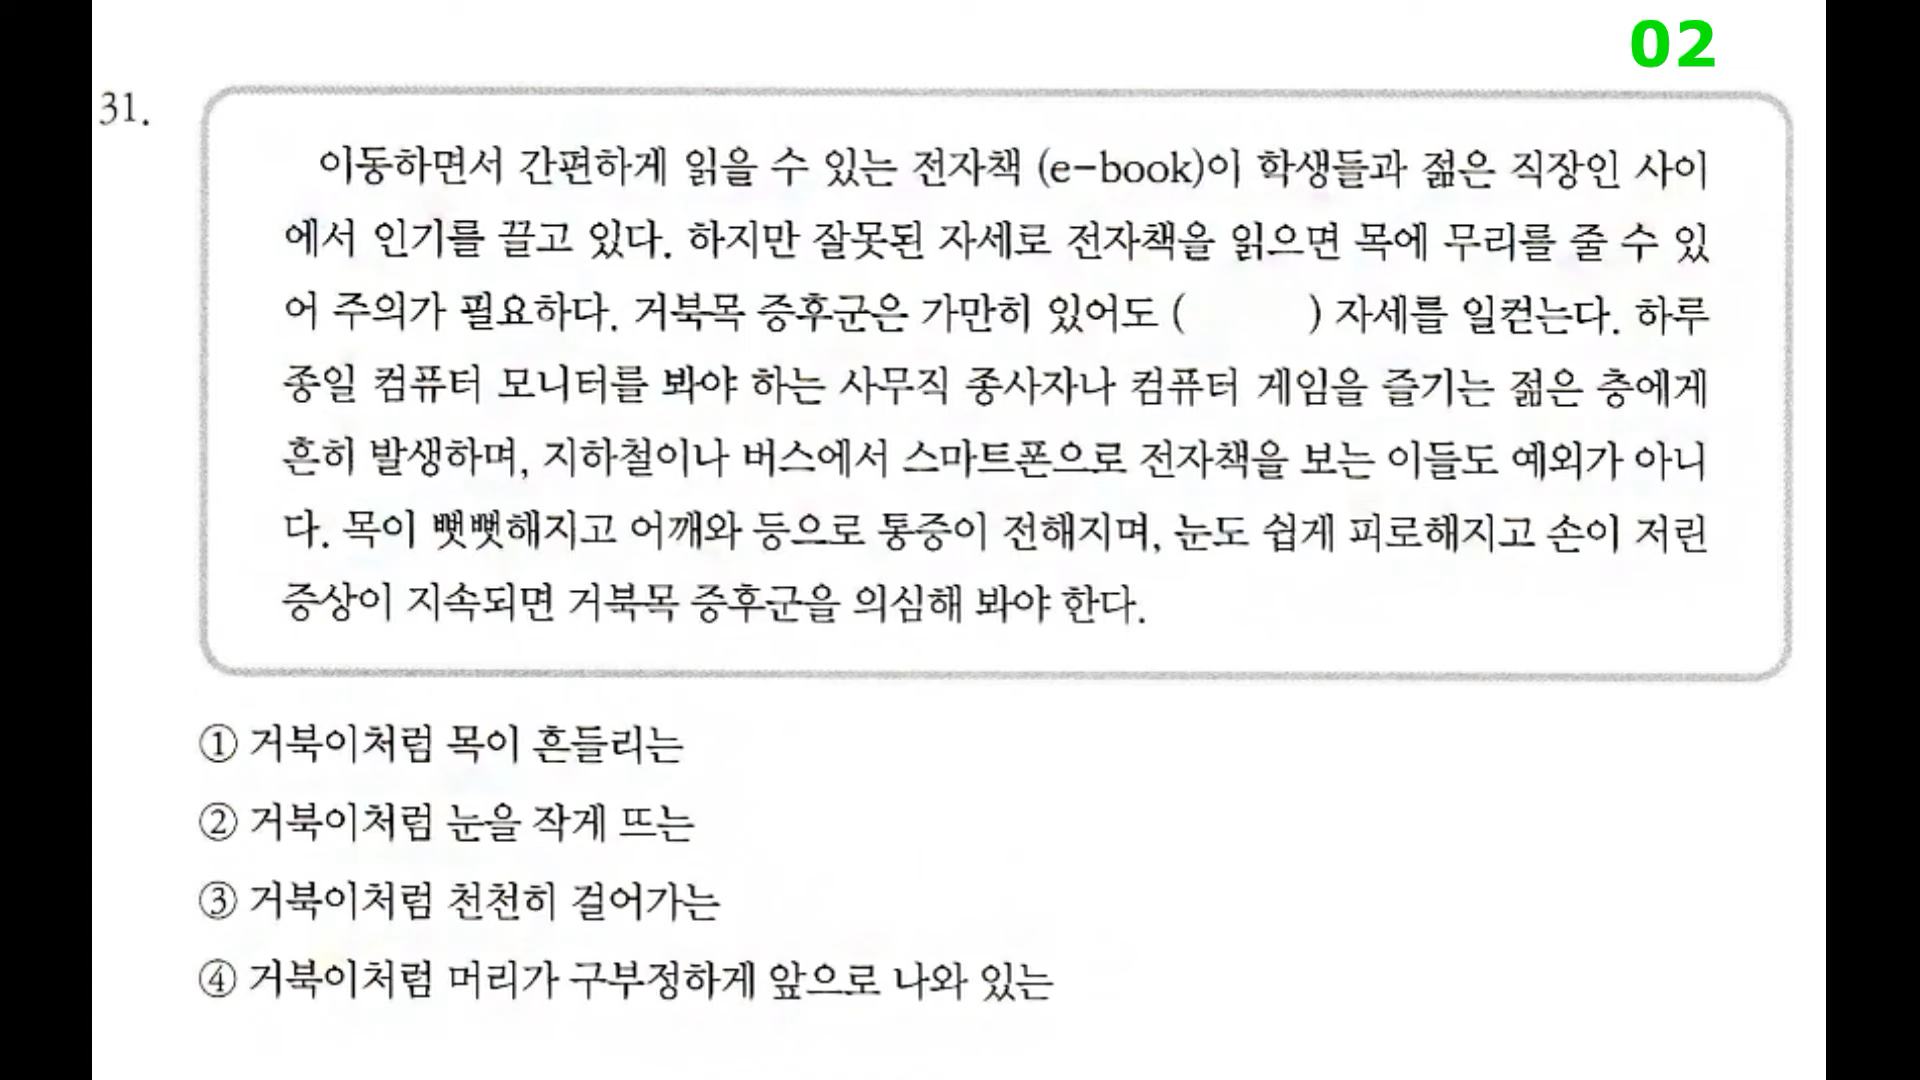 02
31.
이동하면서 간편하게 읽을 수 있는 전자책 (e-book)이 학생들과 젊은 직장인 사이
에서 인기를 끌고 있다. 하지만 잘못된 자세로 전자책을 읽으면 목에 무리를 줄 수 있
어 주의가 필요하다. 거북목 증후군은 가만히 있어도 (          ) 자세를 일컫는다. 하루
종일 컴퓨터 모니터를 봐야 하는 사무직 종사자나 컴퓨터 게임을 즐기는 젊은 층에게
흔히 발생하며, 지하철이나 버스에서 스마트폰으로 전자책을 보는 이들도 예외가 아니
다. 목이 뻣뻣해지고 어깨와 등으로 통증이 전해지며, 눈도 쉽게 피로해지고 손이 저린
증상이 지속되면 거북목 증후군을 의심해 봐야 한다.
① 거북이처럼 목이 흔들리는
② 거북이처럼 눈을 작게 뜨는
③ 거북이처럼 천천히 걸어가는
④ 거북이처럼 머리가 구부정하게 앞으로 나와 있는